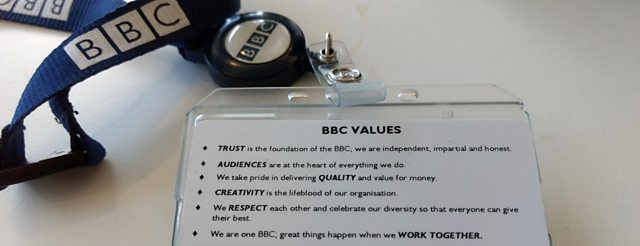 BBC
BBC
BBC VALUES
♦ TRUST is the foundation of the BBC; we are independent, impartial and honest.
♦ AUDIENCES are at the heart of everything we do.
♦ We take pride in delivering QUALITY and value for money.
♦ CREATIVITY is the lifeblood of our organisation.
♦ We RESPECT each other and celebrate our diversity so that everyone can give
their best.
♦ We are one BBC; great things happen when we WORK TOGETHER.